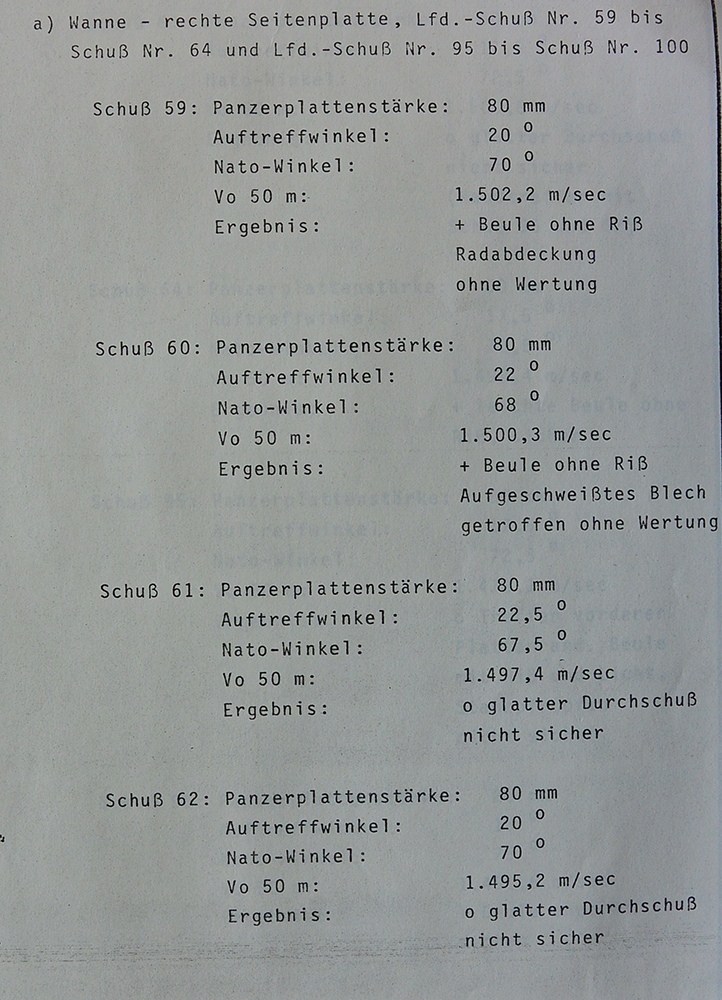 a) Wanne - rechte Seitenplatte, Lfd.-Schuß Nr. 59 bis
Schuß Nr. 64 und Lfd.-Schuß Nr. 95 bis Schuß Nr. 100
Schuß 59: Panzerplattenstärke: 80 mm
Auftreffwinkel: 20 o
Nato-Winkel: 70 o
Vo 50 m: 1.502,2 m/sec
Ergebnis: + Beule ohne Riß
Radabdeckung
ohne Wertung
Schuß 60: Panzerplattenstärke: 80 mm
Auftreffwinkel: 22 o
Nato-Winkel: 68 o
Vo 50 m: 1.500,3 m/sec
Ergebnis: + Beule ohne Riß
Aufgeschweißtes Blech
getroffen ohne Wertung
Schuß 61: Panzerplattenstärke: 80 mm
Auftreffwinkel: 22,5 o
Nato-Winkel: 67,5 o
Vo 50 m: 1.497,4 m/sec
Ergebnis: o glatter Durchschuß
nicht sicher
Schuß 62: Panzerplattenstärke: 80 mm
Auftreffwinkel: 20 o
Nato-Winkel: 70 o
Vo 50 m: 1.495,2 m/sec
Ergebnis: o glatter Durchschuß
nicht sicher